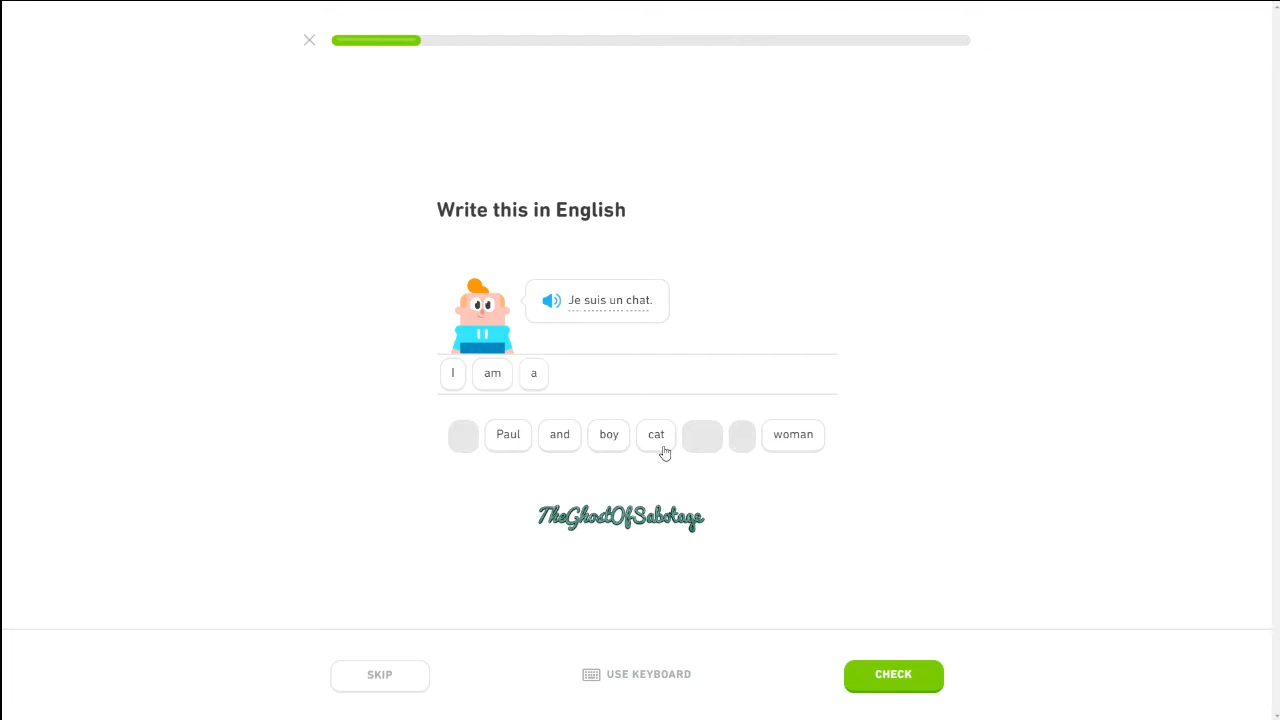 Write this in English
Je suis un chat.
I am a
Paul and boy cat woman
TheGhostOfSabotage
SKIP USE KEYBOARD CHECK